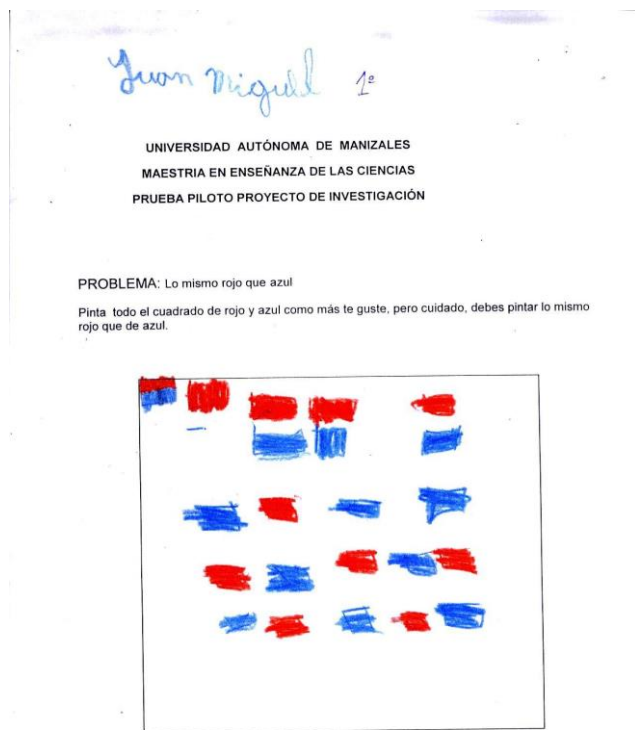 Juan Miguel 1º
UNIVERSIDAD AUTÓNOMA DE MANIZALES
MAESTRIA EN ENSEÑANZA DE LAS CIENCIAS
PRUEBA PILOTO PROYECTO DE INVESTIGACIÓN
PROBLEMA: Lo mismo rojo que azul
Pinta todo el cuadrado de rojo y azul como más te guste, pero cuidado, debes pintar lo mismo
rojo que de azul.